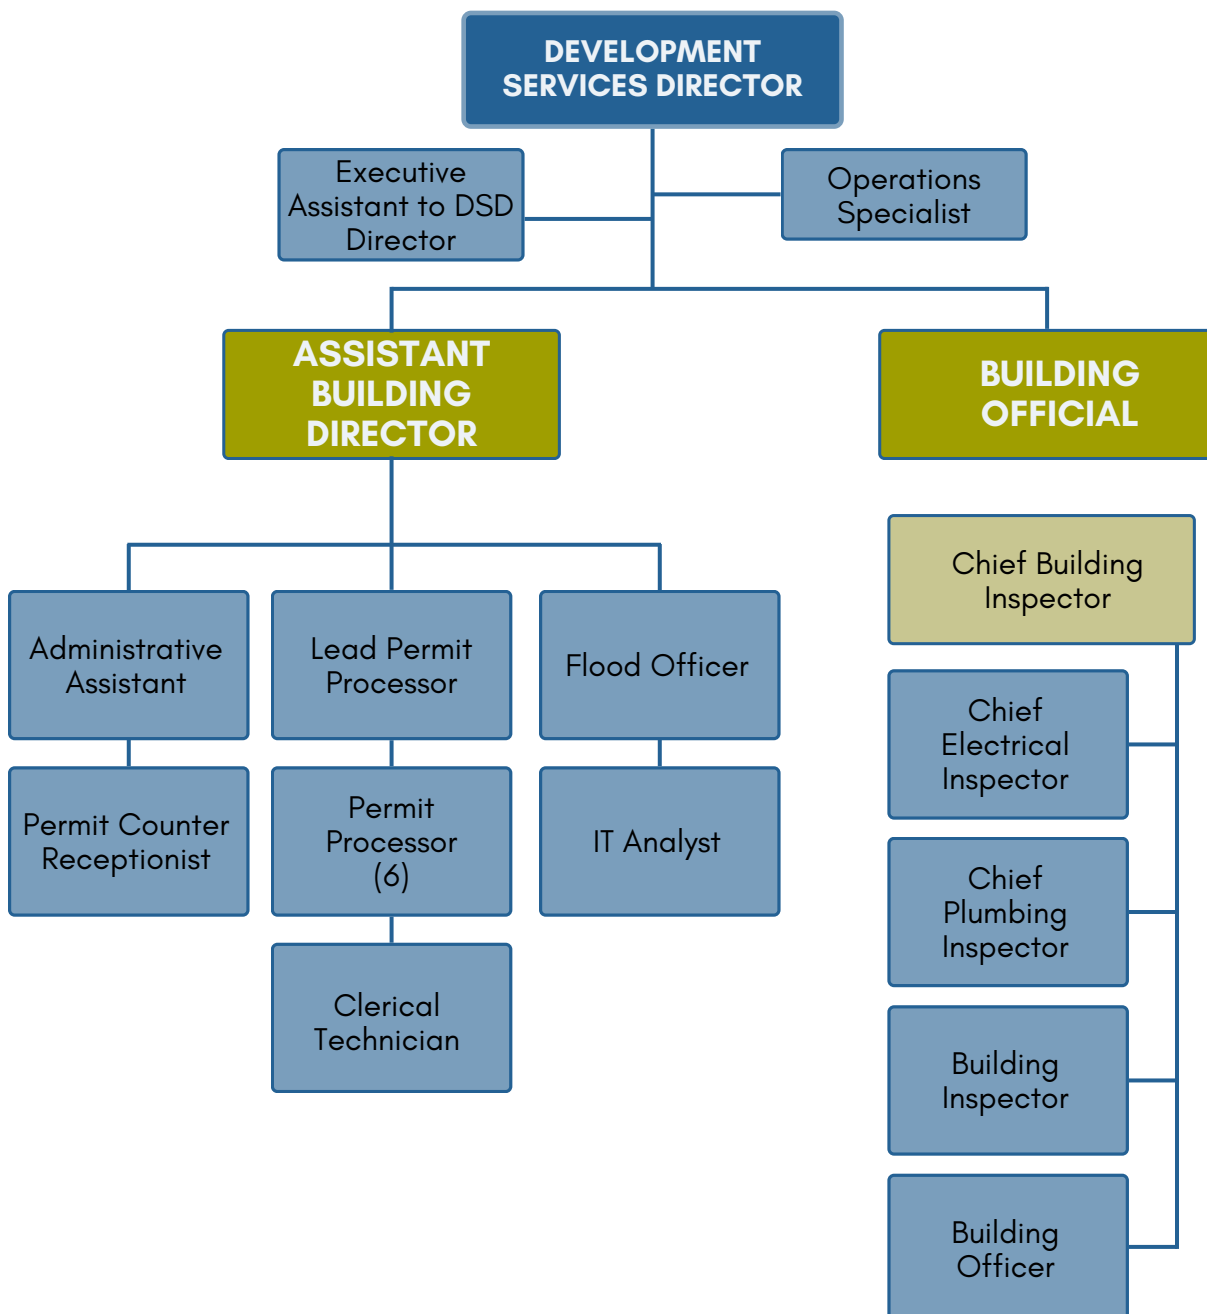 DEVELOPMENT
SERVICES DIRECTOR
Executive
Assistant to DSD
Director
Operations
Specialist
ASSISTANT
BUILDING
DIRECTOR
BUILDING
OFFICIAL
Administrative
Assistant
Lead Permit
Processor
Flood Officer
Permit Counter
Receptionist
Permit
Processor
(6)
IT Analyst
Clerical
Technician
Chief Building
Inspector
Chief
Electrical
Inspector
Chief
Plumbing
Inspector
Building
Inspector
Building
Officer